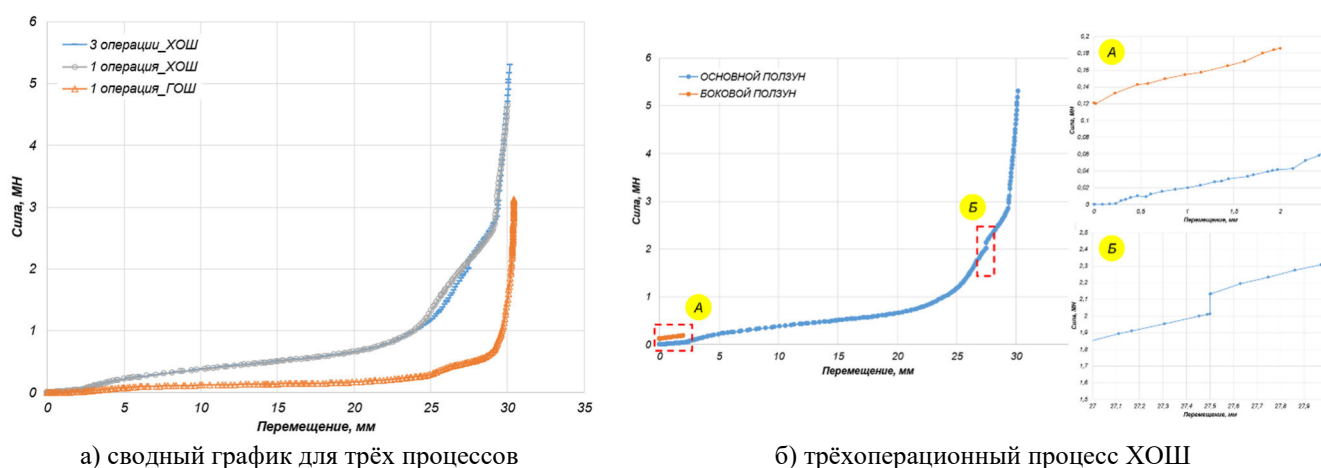 6
5
4
3
2
1
0
Сила, МН
3 операции_ХОШ
1 операция_ХОШ
1 операция_ГОШ
0 5 10 15 20 25 30 35
Перемещение, мм
а) сводный график для трёх процессов
6
5
4
3
2
1
0
Сила, МН
ОСНОВНОЙ ПОЛЗУН
БОКОВОЙ ПОЛЗУН
А
Б
0 5 10 15 20 25 30
Перемещение, мм
А
0,2
0,18
0,16
0,14
0,12
0,1
0,08
0,06
0,04
0,02
0
Сила, МН
0 0,5 1 1,5 2
Перемещение, мм
Б
2,6
2,5
2,4
2,3
2,2
2,1
2
1,9
1,8
1,7
1,6
1,5
Сила, МН
27 27,1 27,2 27,3 27,4 27,5 27,6 27,7 27,8 27,9
Перемещение, мм
б) трёхоперационный процесс ХОШ